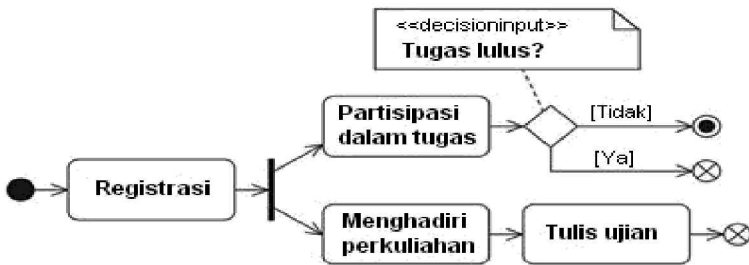 <<decisioninput>>
Tugas lulus?
Partisipasi
dalam tugas
[Tidak]
[Ya]
Registrasi
Menghadiri
perkuliahan
Tulis ujian